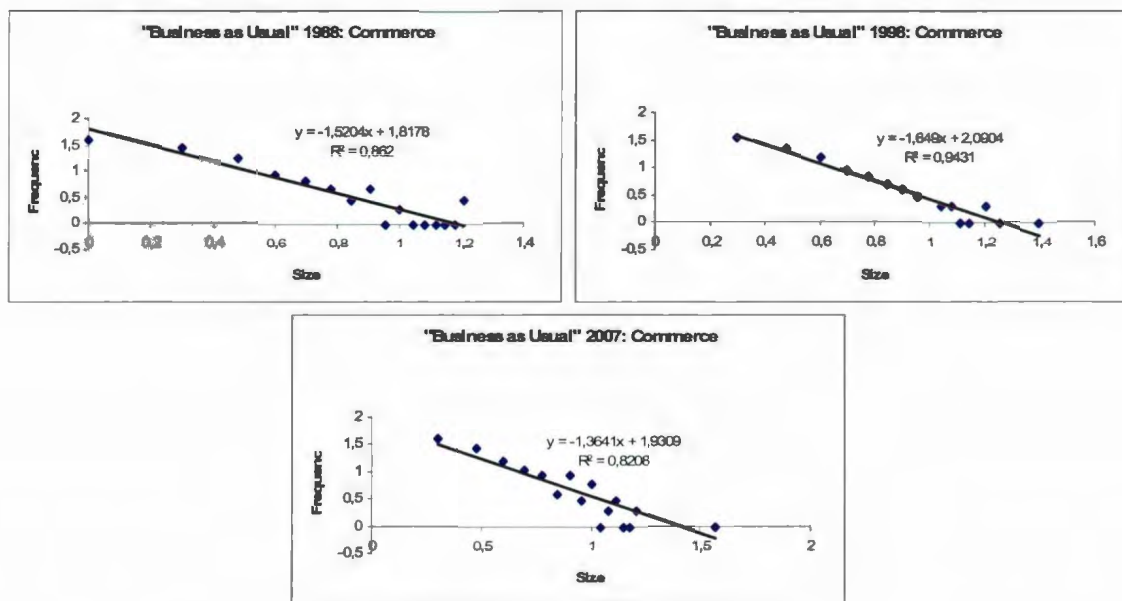 "Business as Usual" 1988: Commerce
2
1,5
1
0,5
0
-0,5
Frequenc
y = -1,5204x + 1,8178
R² = 0,862
0
0,2
0,4
0,6
0,8
1
1,2
1,4
Size
"Business as Usual" 1998: Commerce
2
1,5
1
0,5
0
-0,5
Frequenc
y = -1,649x + 2,0904
R² = 0,9431
0
0,2
0,4
0,6
0,8
1
1,2
1,4
1,6
Size
"Business as Usual" 2007: Commerce
2
1,5
1
0,5
0
-0,5
Frequenc
y = -1,3641x + 1,9309
R² = 0,8206
0
0,5
1
1,5
2
Size